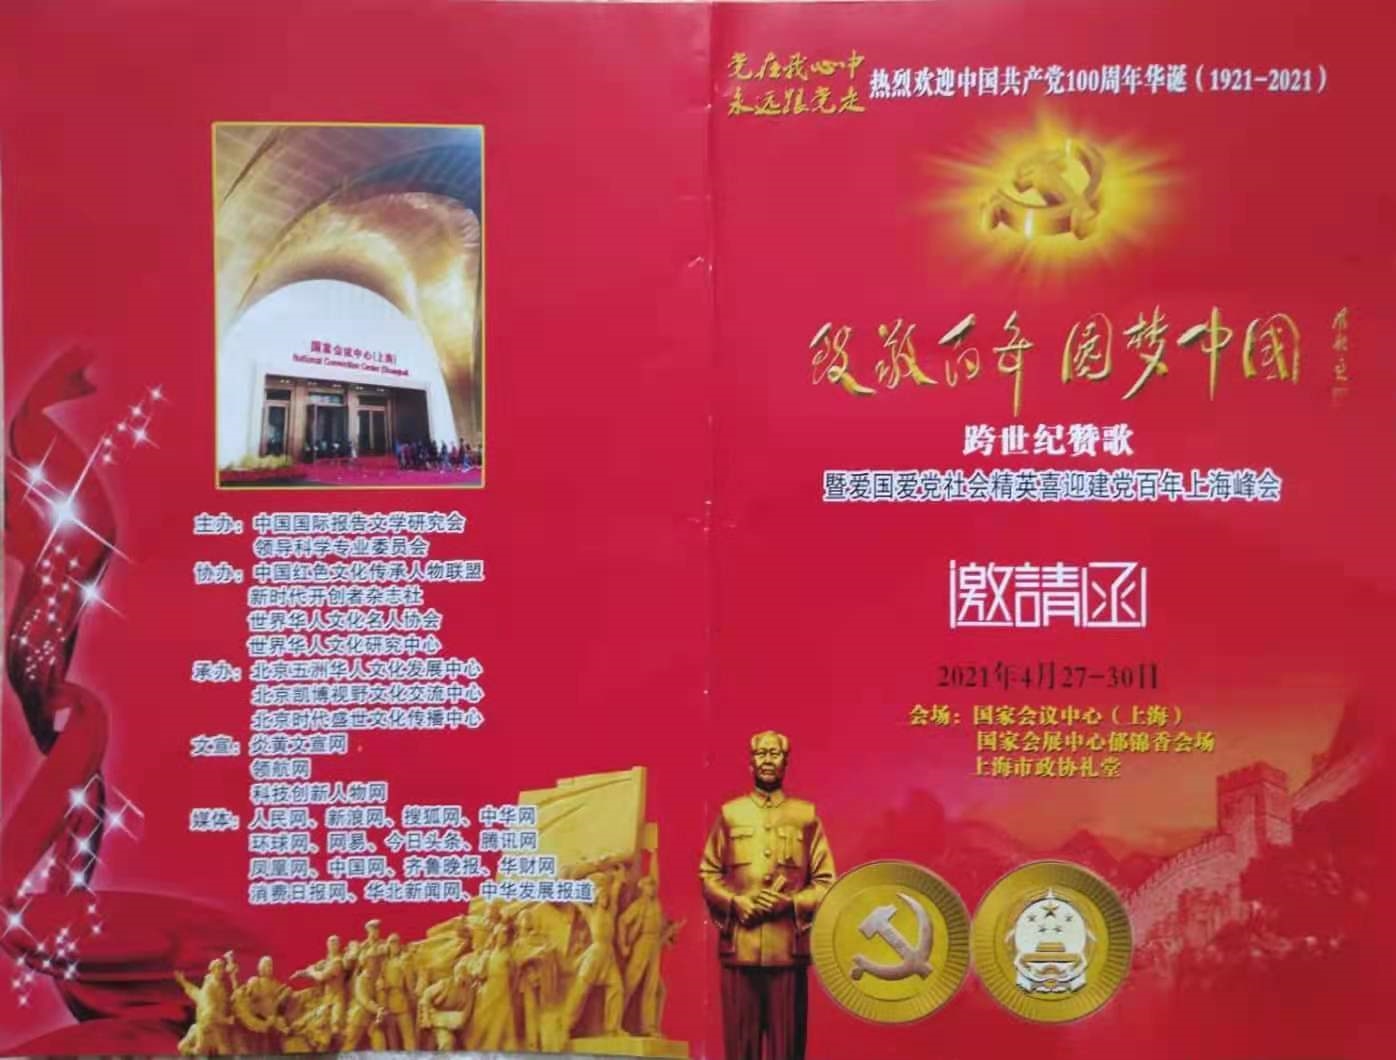 国家会议中心(上海)
National Convention Center Shanghai
主办：中国国际报告文学研究会
领导科学专业委员会
协办：中国红色文化传承人物联盟
新时代开创者杂志社
世界华人文化名人协会
世界华人文化研究中心
承办：北京五洲华人文化发展中心
北京凯博视野文化交流中心
北京时代盛世文化传播中心
文宣：炎黄文宣网
领航网
科技创新人物网
媒体：人民网、新浪网、搜狐网、中华网
环球网、网易、今日头条、腾讯网
凤凰网、中国网、齐鲁晚报、华财网
消费日报网、华北新闻网、中华发展报道
党在我心中
永远跟党走
热烈欢迎中国共产党100周年华诞（1921-2021）
致敬百年 圆梦中国
跨世纪赞歌
暨爱国爱党社会精英喜迎建党百年上海峰会
邀請函
2021年4月27-30日
会场：国家会议中心（上海）
国家会展中心郁锦香会场
上海市政协礼堂